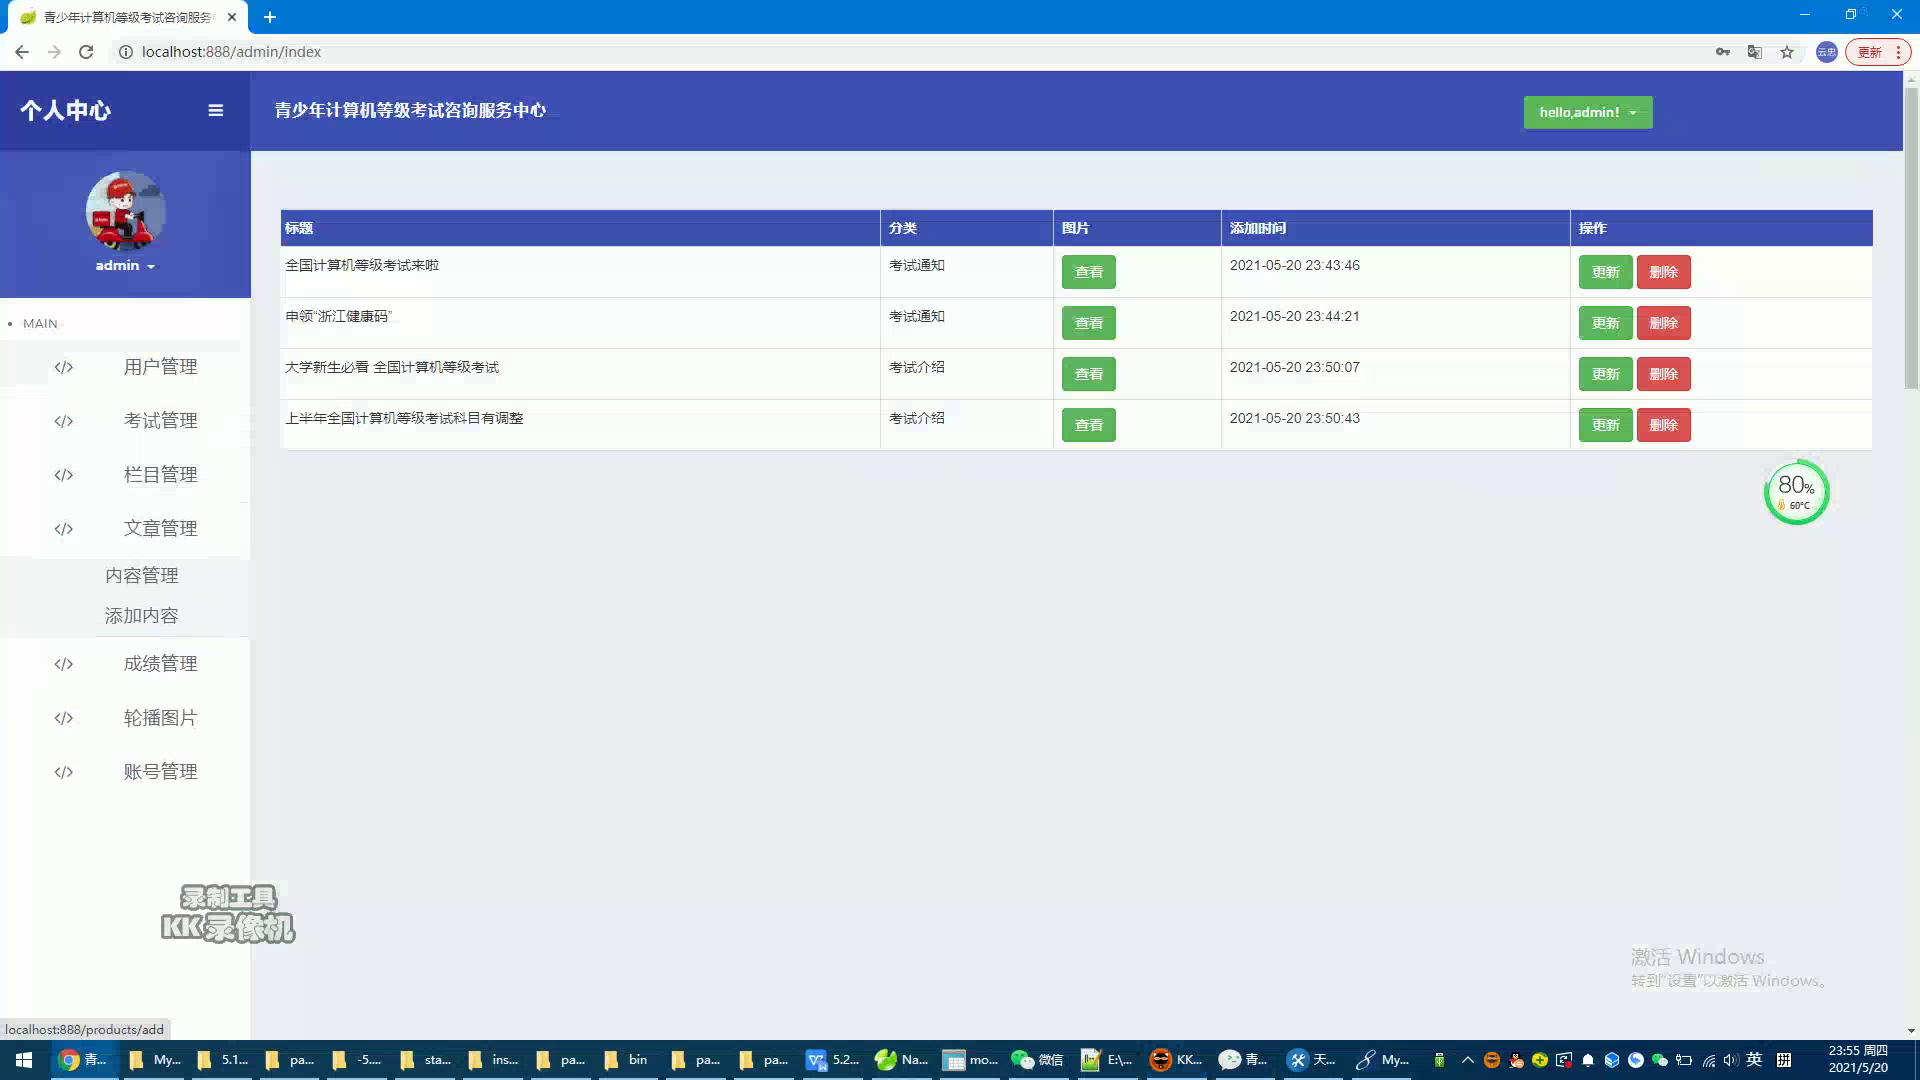 青少年计算机等级考试咨询服务
localhost:888/admin/index
云忠
更新
个人中心
青少年计算机等级考试咨询服务中心
hello,admin!
admin
MAIN
用户管理
考试管理
栏目管理
文章管理
内容管理
添加内容
成绩管理
轮播图片
账号管理
标题 分类 图片 添加时间 操作
全国计算机等级考试来啦 考试通知 查看 2021-05-20 23:43:46 更新 删除
申领“浙江健康码” 考试通知 查看 2021-05-20 23:44:21 更新 删除
大学新生必看 全国计算机等级考试 考试介绍 查看 2021-05-20 23:50:07 更新 删除
上半年全国计算机等级考试科目有调整 考试介绍 查看 2021-05-20 23:50:43 更新 删除
80%
60°C
录制工具
KK录像机
激活 Windows
转到“设置”以激活 Windows。
localhost:888/products/add
青... My... 5.1... pa... -5.... sta... ins... pa... bin pa... pa... 5.2... Na... mo... 微信 E:\... KK... 青... 天... My... 英 拼
23:55 周四
2021/5/20